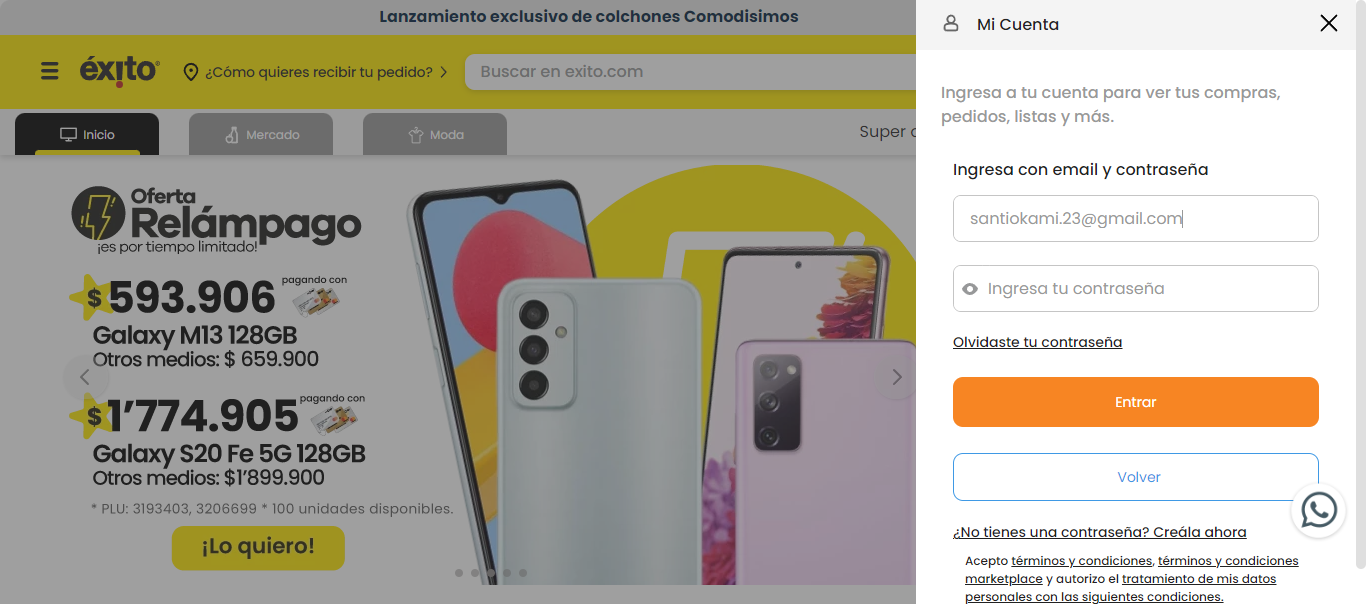 Lanzamiento exclusivo de colchones Comodisimos
éxito
¿Cómo quieres recibir tu pedido?
Buscar en exito.com
Inicio
Mercado
Moda
Super
Oferta
Relámpago
¡es por tiempo limitado!
$593.906
pagando con
Galaxy M13 128GB
Otros medios: $ 659.900
$1’774.905
pagando con
Galaxy S20 Fe 5G 128GB
Otros medios: $1’899.900
* PLU: 3193403, 3206699 * 100 unidades disponibles.
¡Lo quiero!
Mi Cuenta
Ingresa a tu cuenta para ver tus compras,
pedidos, listas y más.
Ingresa con email y contraseña
santiokami.23@gmail.com
Ingresa tu contraseña
Olvidaste tu contraseña
Entrar
Volver
¿No tienes una contraseña? Creála ahora
Acepto términos y condiciones, términos y condiciones
marketplace y autorizo el tratamiento de mis datos
personales con las siguientes condiciones.